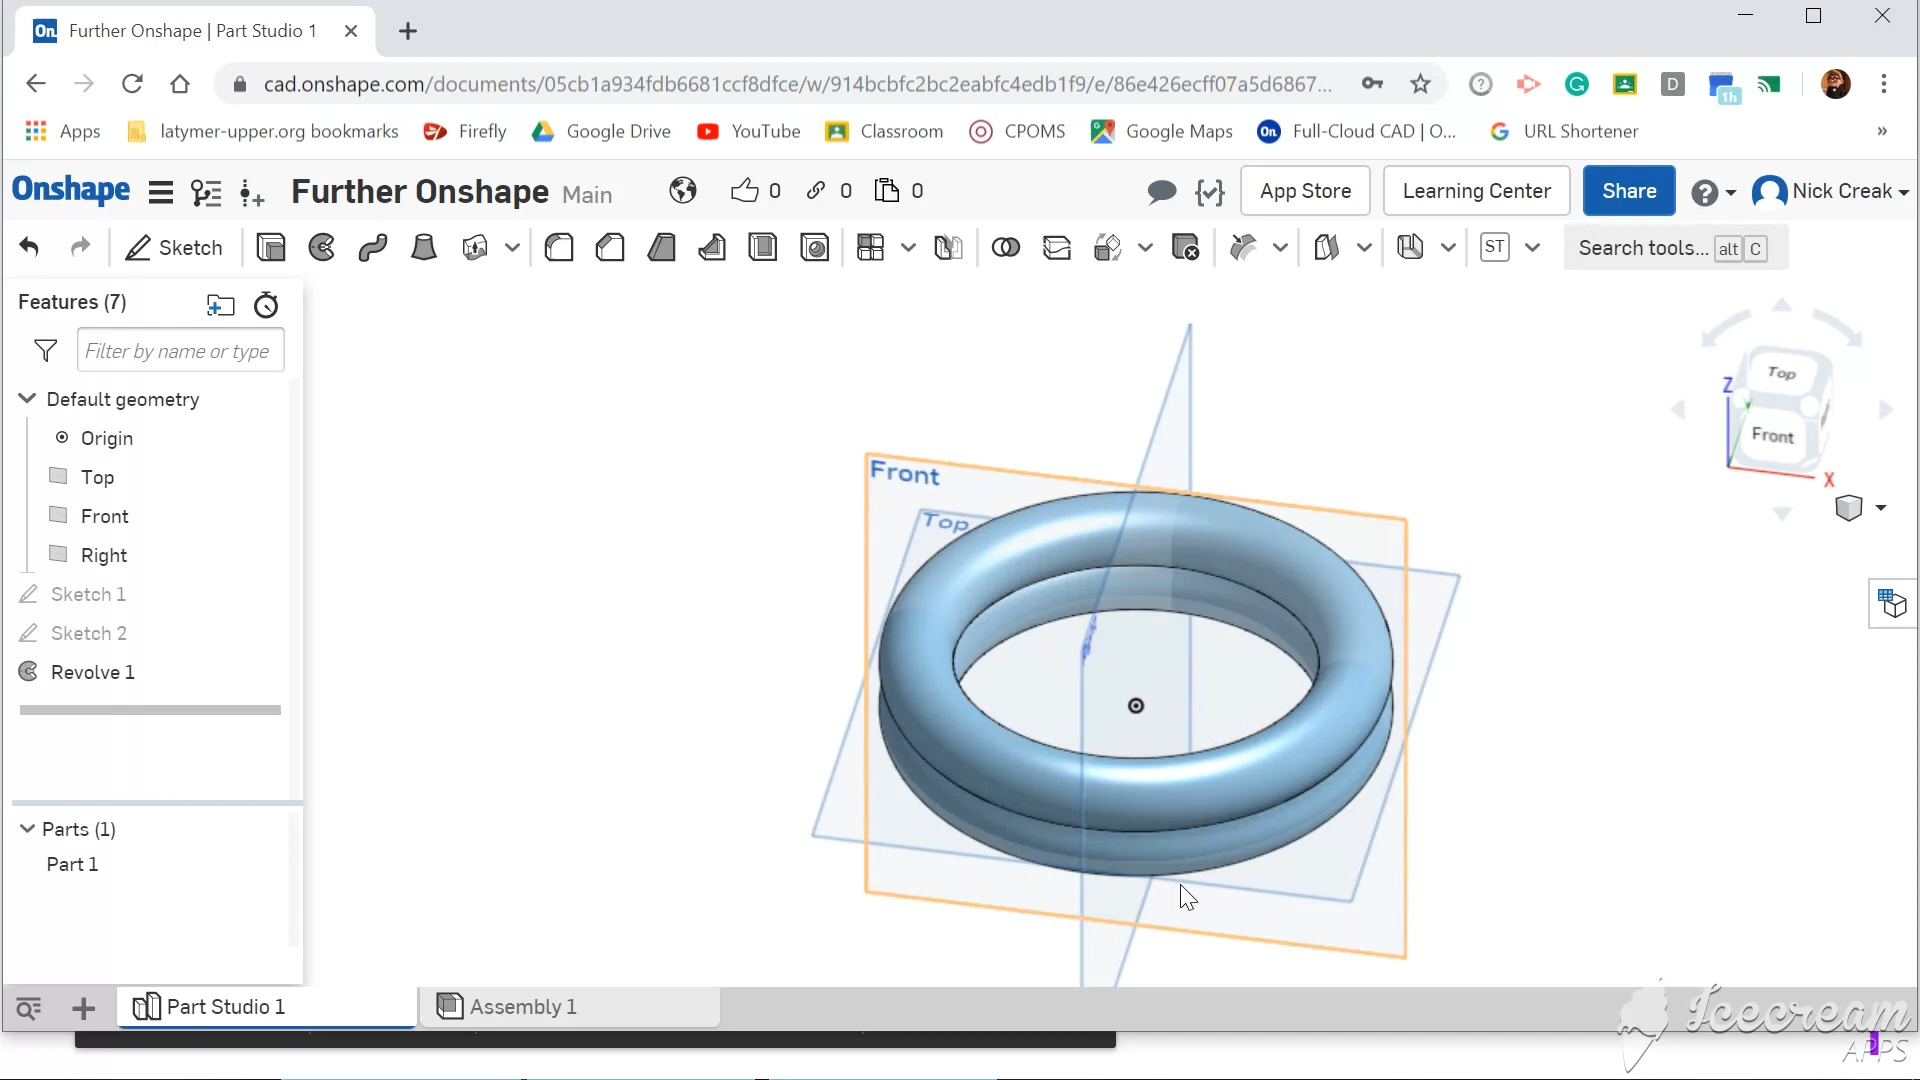 On Further Onshape | Part Studio 1
cad.onshape.com/documents/05cb1a934fdb6681ccf8dfce/w/914bcbfc2bc2eabfc4edb1f9/e/86e426ecff07a5d6867...
D
1h
Apps latymer-upper.org bookmarks Firefly Google Drive YouTube Classroom CPOMS Google Maps On Full-Cloud CAD | O... URL Shortener »
Onshape Further Onshape Main 0 0 0 App Store Learning Center Share Nick Creak
Sketch ST Search tools... alt C
Features (7)
Filter by name or type
Default geometry
Origin
Top
Front
Right
Sketch 1
Sketch 2
Revolve 1
Parts (1)
Part 1
Front
Top
Top
Z
Front
X
Part Studio 1 Assembly 1
Icecream
APPS